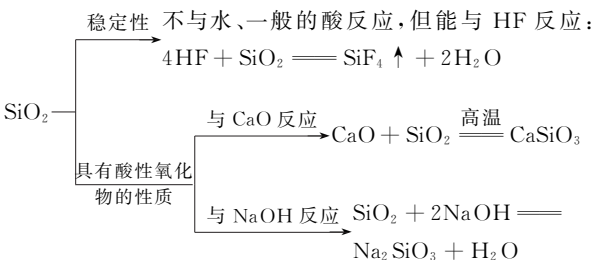 稳定性 不与水、一般的酸反应,但能与 HF 反应:
4HF + SiO₂ ═══ SiF₄ ↑ + 2H₂O
SiO₂
与 CaO 反应 CaO + SiO₂ ═══ CaSiO₃
高温
具有酸性氧化
物的性质
与 NaOH 反应 SiO₂ + 2NaOH ═══
Na₂SiO₃ + H₂O